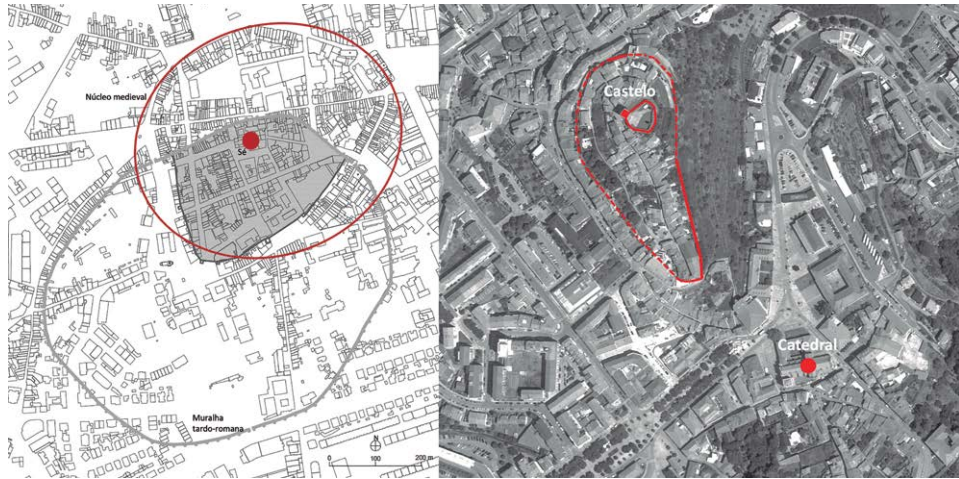 Núcleo medieval
Sé
Muralha
tardo-romana
N
0 100 200 m
Castelo
Catedral